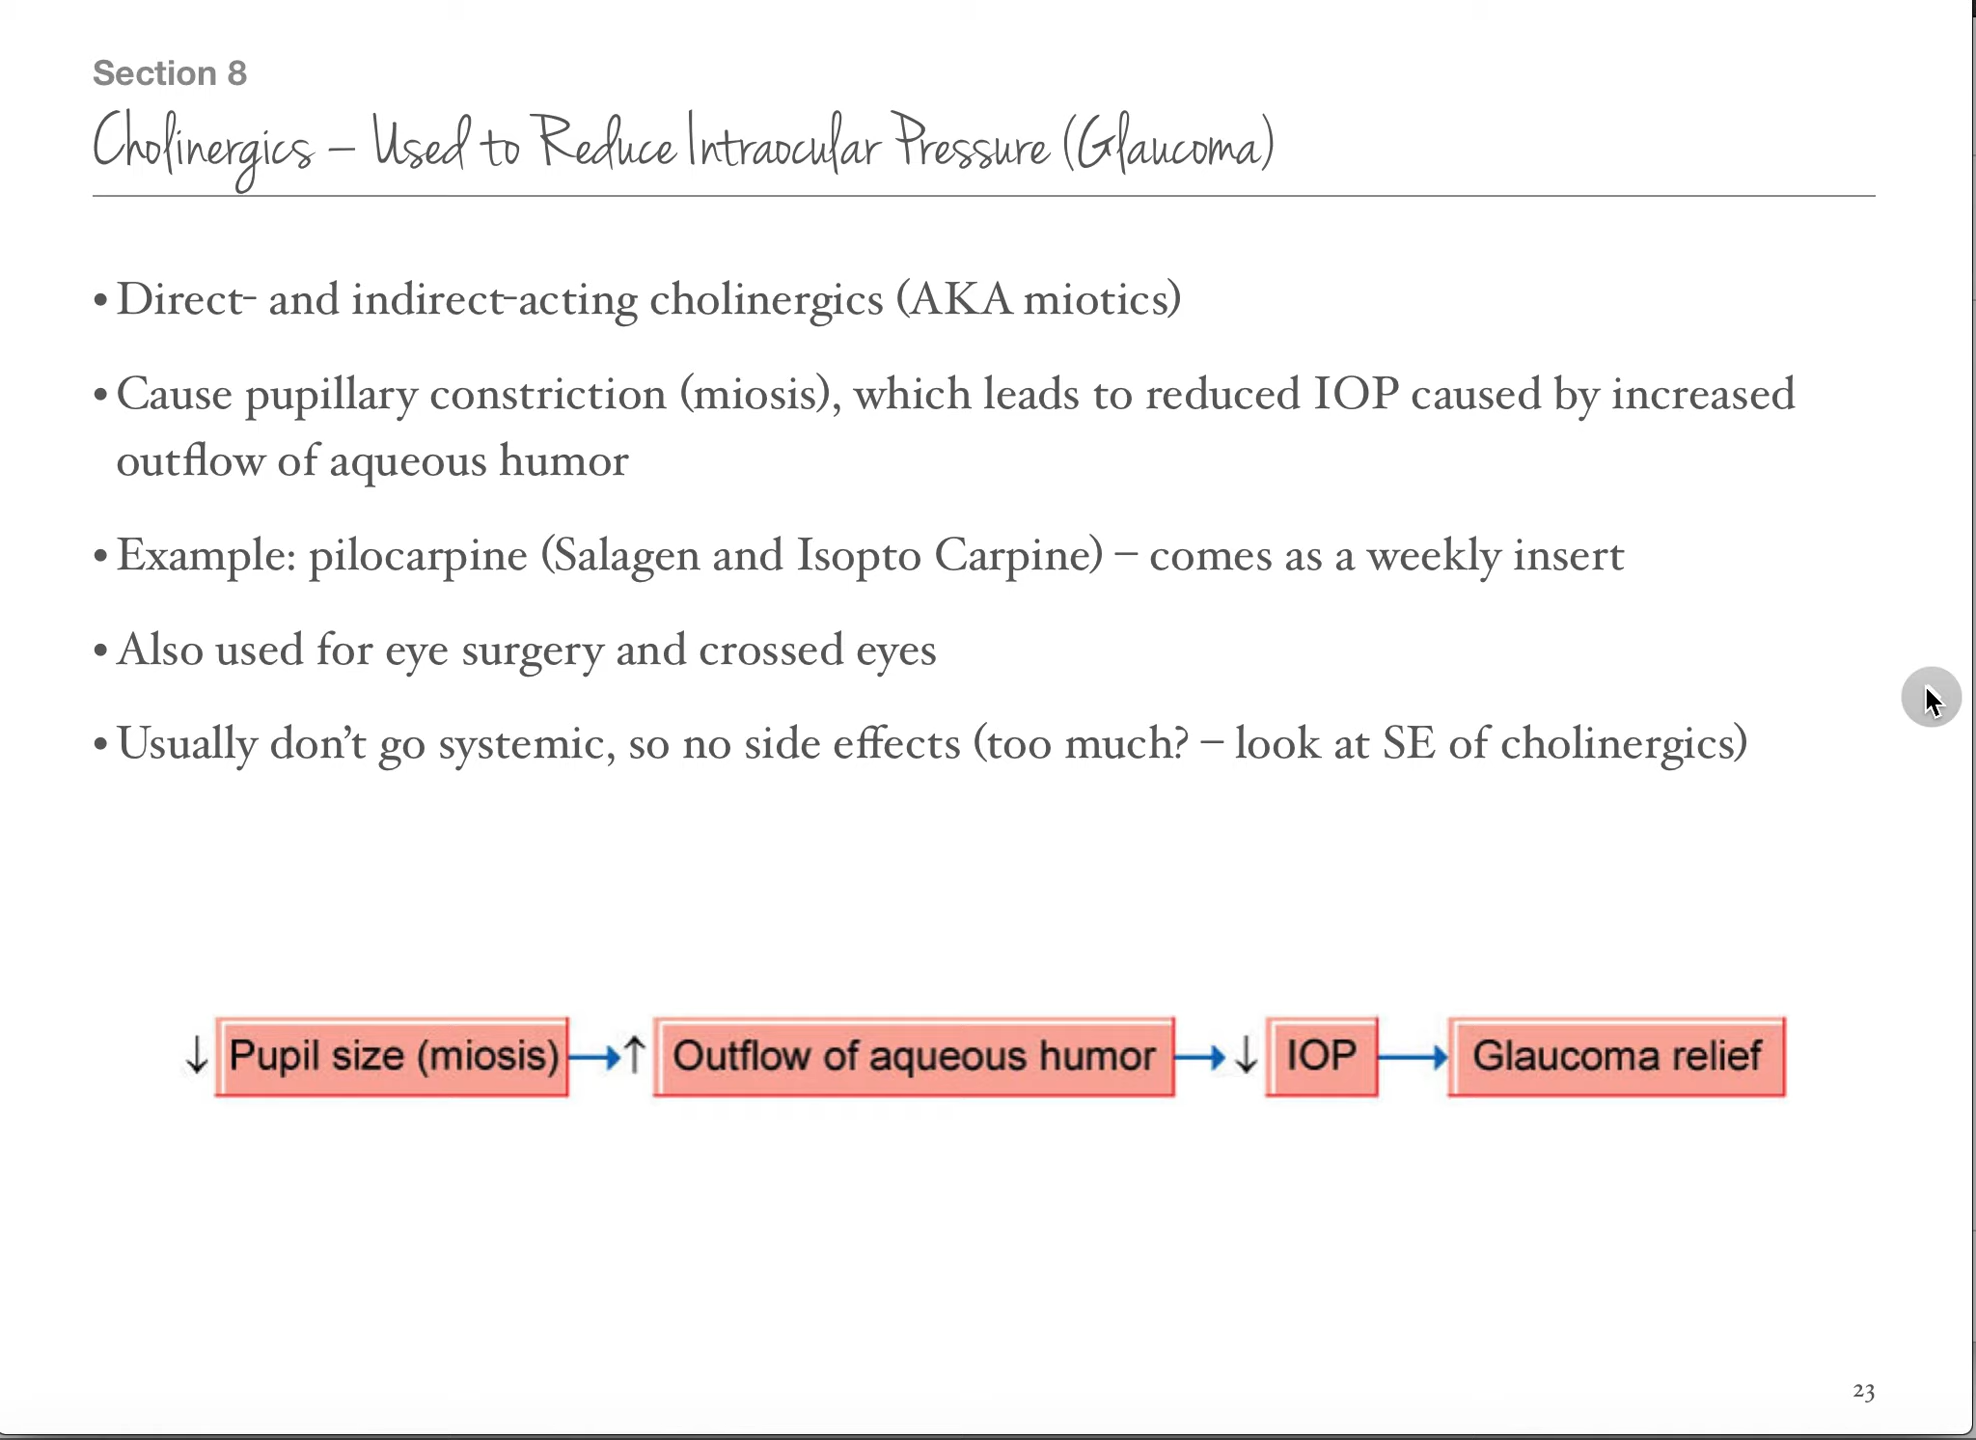 Section 8
Cholinergics – Used to Reduce Intraocular Pressure (Glaucoma)
• Direct- and indirect-acting cholinergics (AKA miotics)
• Cause pupillary constriction (miosis), which leads to reduced IOP caused by increased
outflow of aqueous humor
• Example: pilocarpine (Salagen and Isopto Carpine) – comes as a weekly insert
• Also used for eye surgery and crossed eyes
• Usually don’t go systemic, so no side effects (too much? – look at SE of cholinergics)
↓ Pupil size (miosis) → ↑ Outflow of aqueous humor → ↓ IOP → Glaucoma relief
23